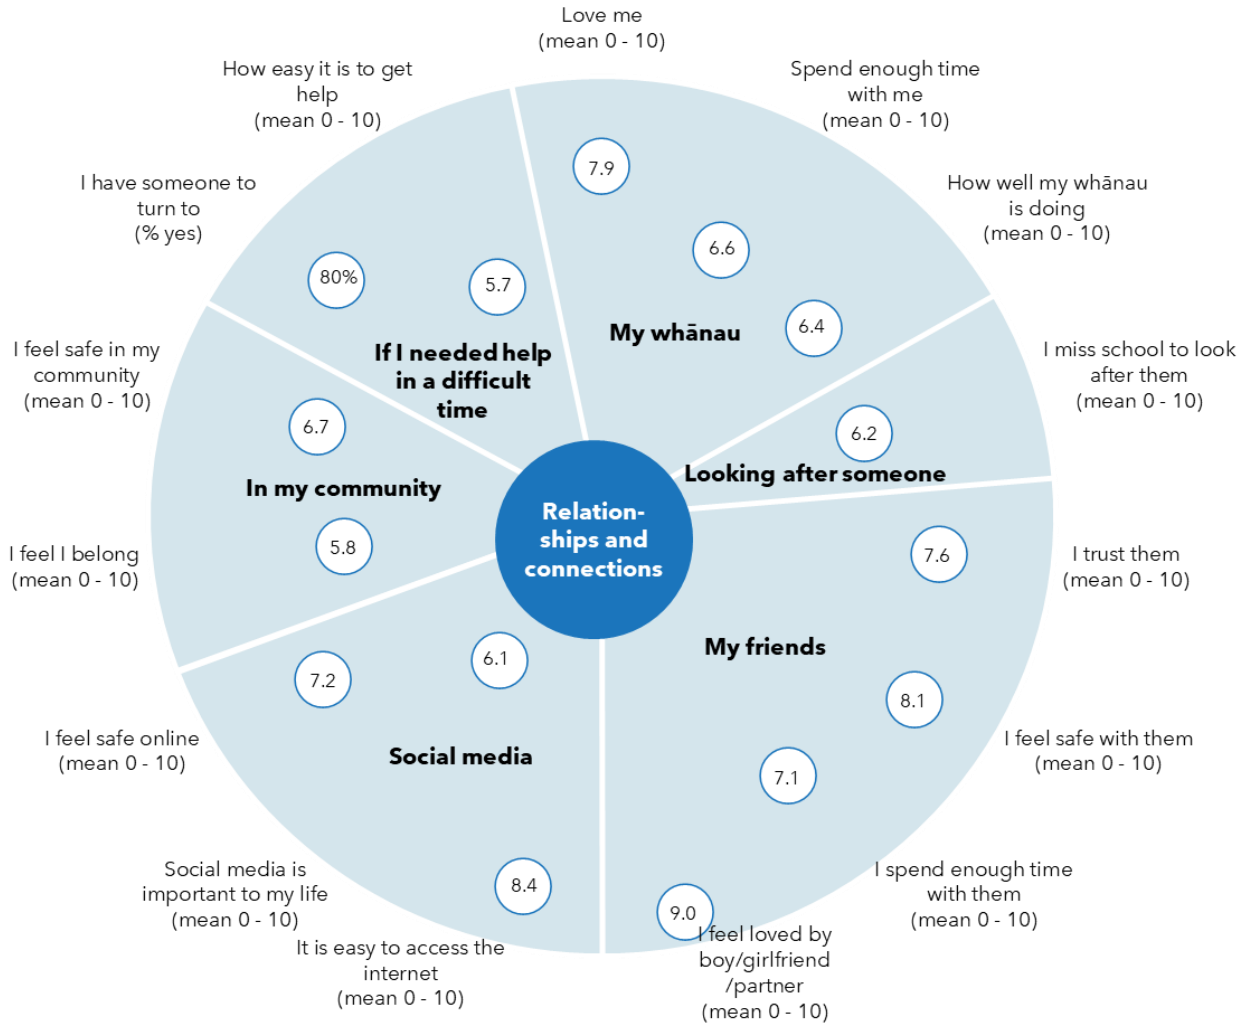 Love me
(mean 0 - 10)
How easy it is to get
help
(mean 0 - 10)
Spend enough time
with me
(mean 0 - 10)
I have someone to
turn to
(% yes)
How well my whānau
is doing
(mean 0 - 10)
7.9
6.6
80%
5.7
6.4
My whānau
If I needed help
in a difficult
time
I feel safe in my
community
(mean 0 - 10)
I miss school to look
after them
(mean 0 - 10)
6.7
6.2
In my community
Looking after someone
Relation-
ships and
connections
5.8
7.6
I feel I belong
(mean 0 - 10)
I trust them
(mean 0 - 10)
My friends
6.1
7.2
8.1
I feel safe online
(mean 0 - 10)
Social media
I feel safe with them
(mean 0 - 10)
7.1
Social media is
important to my life
(mean 0 - 10)
8.4
9.0
I spend enough time
with them
(mean 0 - 10)
It is easy to access the
internet
(mean 0 - 10)
I feel loved by
boy/girlfriend
/partner
(mean 0 - 10)